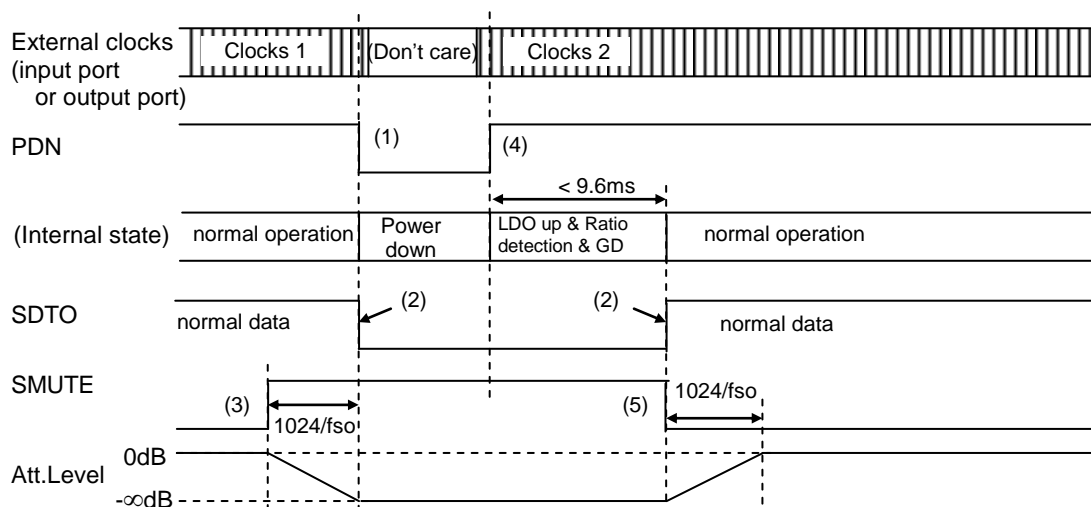 External clocks
(input port
or output port)
Clocks 1
(Don't care)
Clocks 2
PDN
(1)
(4)
< 9.6ms
(Internal state)
normal operation
Power
down
LDO up & Ratio
detection & GD
normal operation
SDTO
normal data
(2)
(2)
normal data
SMUTE
(3)
1024/fso
(5)
1024/fso
Att.Level
0dB
-∞dB